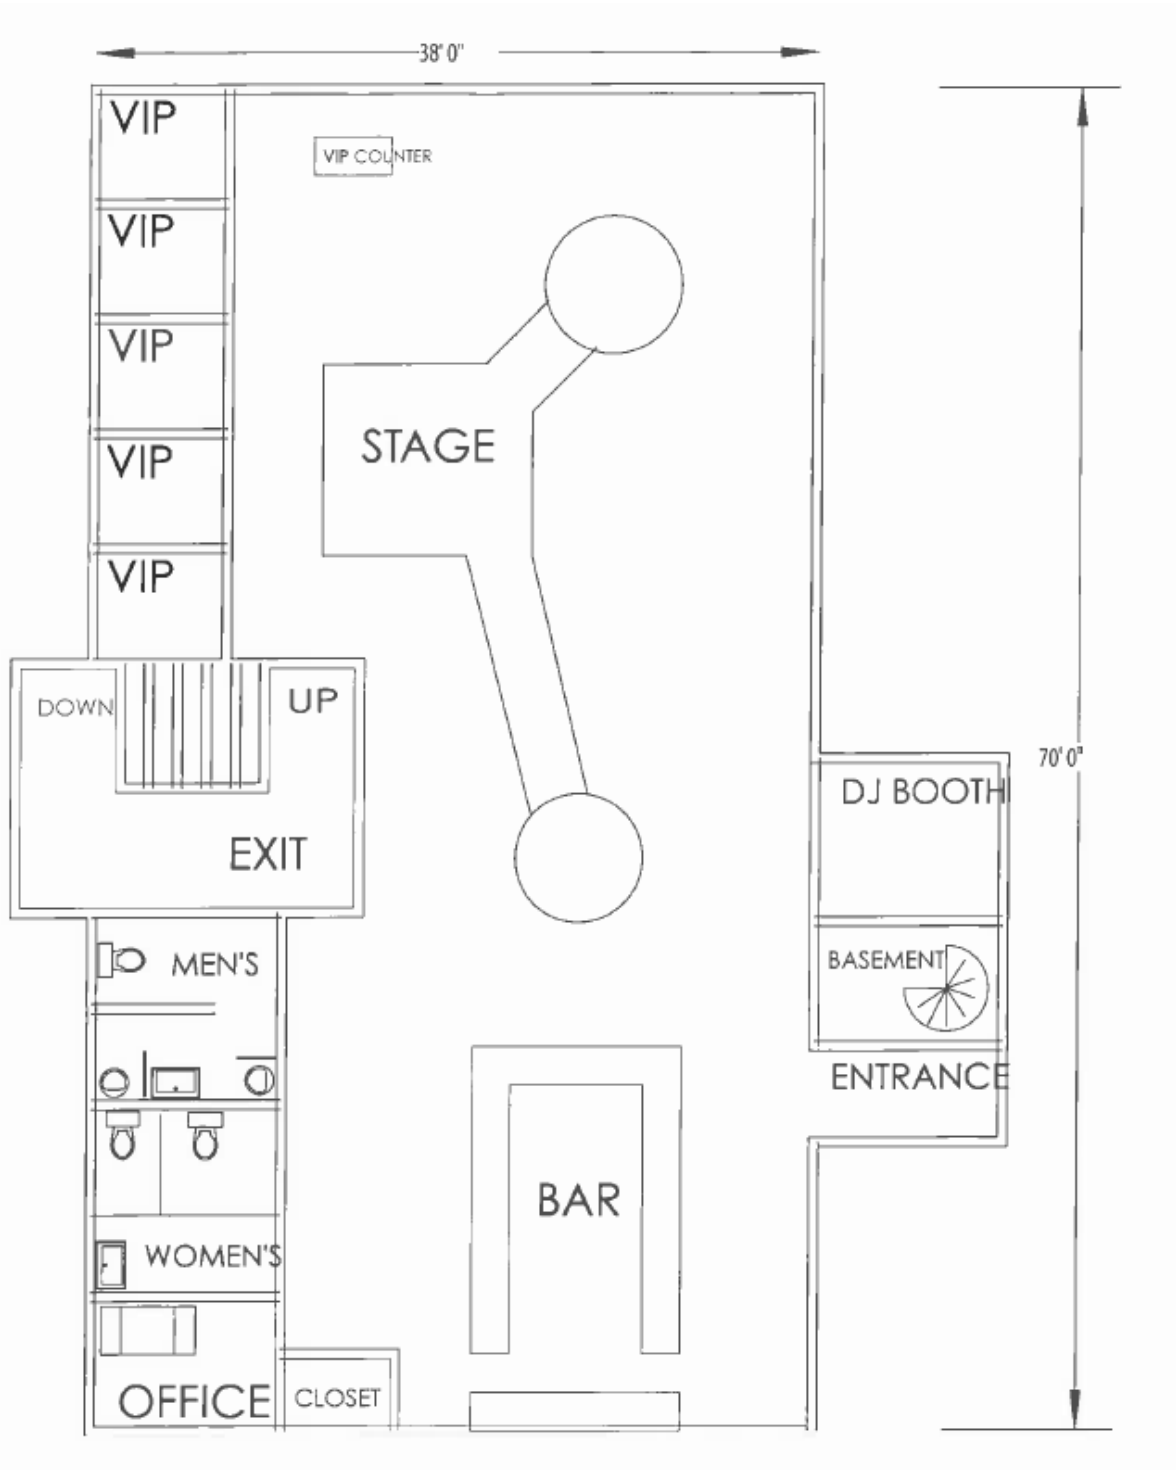 38' 0"
VIP
VIP COUNTER
VIP
VIP
STAGE
VIP
VIP
DOWN
UP
70' 0"
DJ BOOTH
EXIT
MEN'S
BASEMENT
ENTRANCE
BAR
WOMEN'S
OFFICE
CLOSET